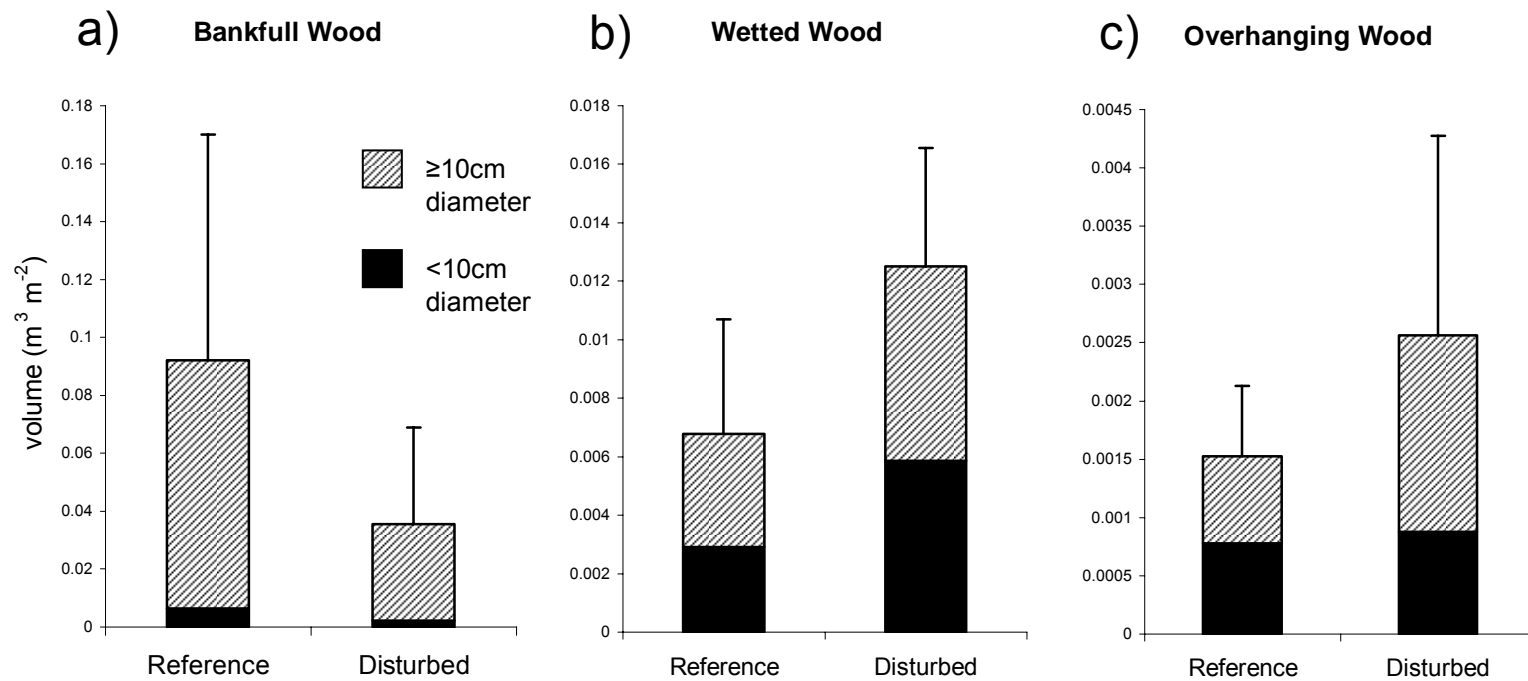 a) Bankfull Wood
0.18
0.16
0.14
0.12
0.1
0.08
0.06
0.04
0.02
0
volume (m³ m⁻²)
≥10cm
diameter
<10cm
diameter
Reference Disturbed
b) Wetted Wood
0.018
0.016
0.014
0.012
0.01
0.008
0.006
0.004
0.002
0
Reference Disturbed
c) Overhanging Wood
0.0045
0.004
0.0035
0.003
0.0025
0.002
0.0015
0.001
0.0005
0
Reference Disturbed